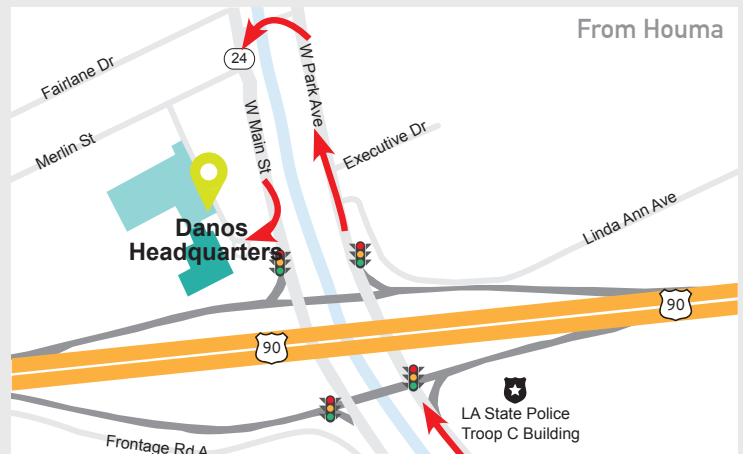 From Houma
24
Fairlane Dr
W Park Ave
W Main St
Executive Dr
Merlin St
Linda Ann Ave
Danos
Headquarters
90
90
LA State Police
Troop C Building
Frontage Rd A